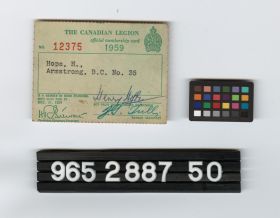 THE CANADIAN LEGION
official membership card
NO. 12375 1959
Hope, H.,
Armstrong, B.C. No. 35
965 2887 50